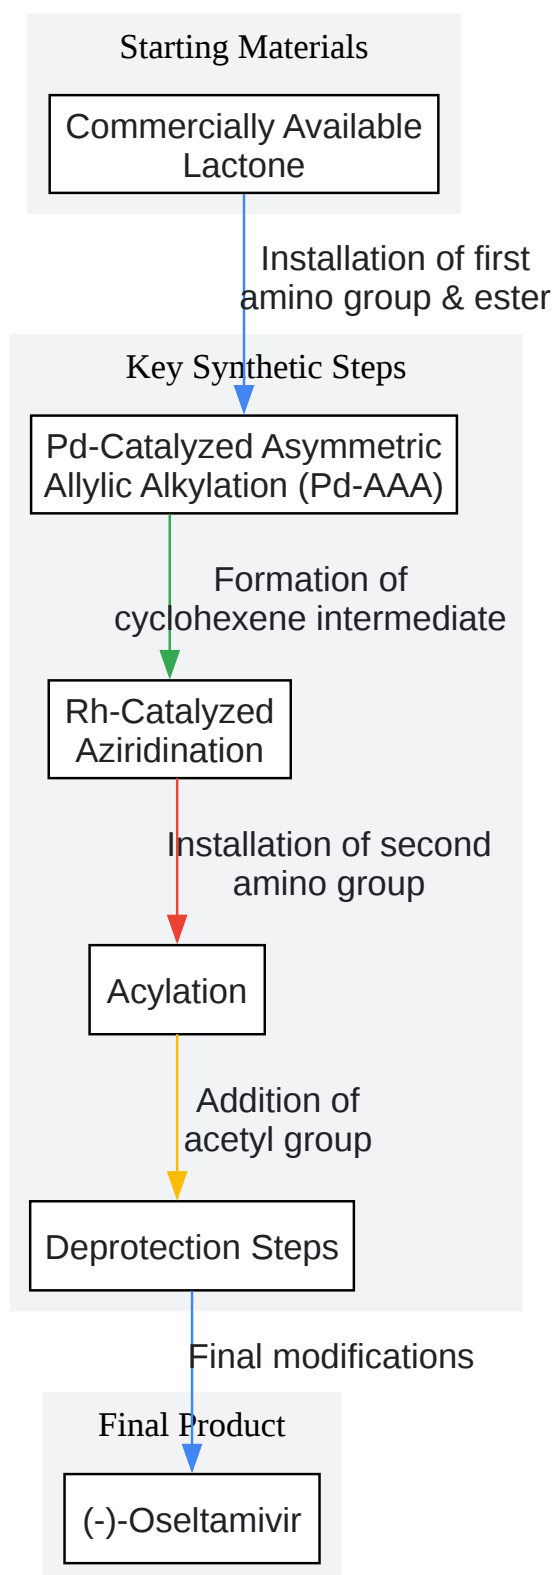 Starting Materials
Commercially Available
Lactone
Installation of first
amino group & ester
Key Synthetic Steps
Pd-Catalyzed Asymmetric
Allylic Alkylation (Pd-AAA)
Formation of
cyclohexene intermediate
Rh-Catalyzed
Aziridination
Installation of second
amino group
Acylation
Addition of
acetyl group
Deprotection Steps
Final modifications
Final Product
(-)-Oseltamivir